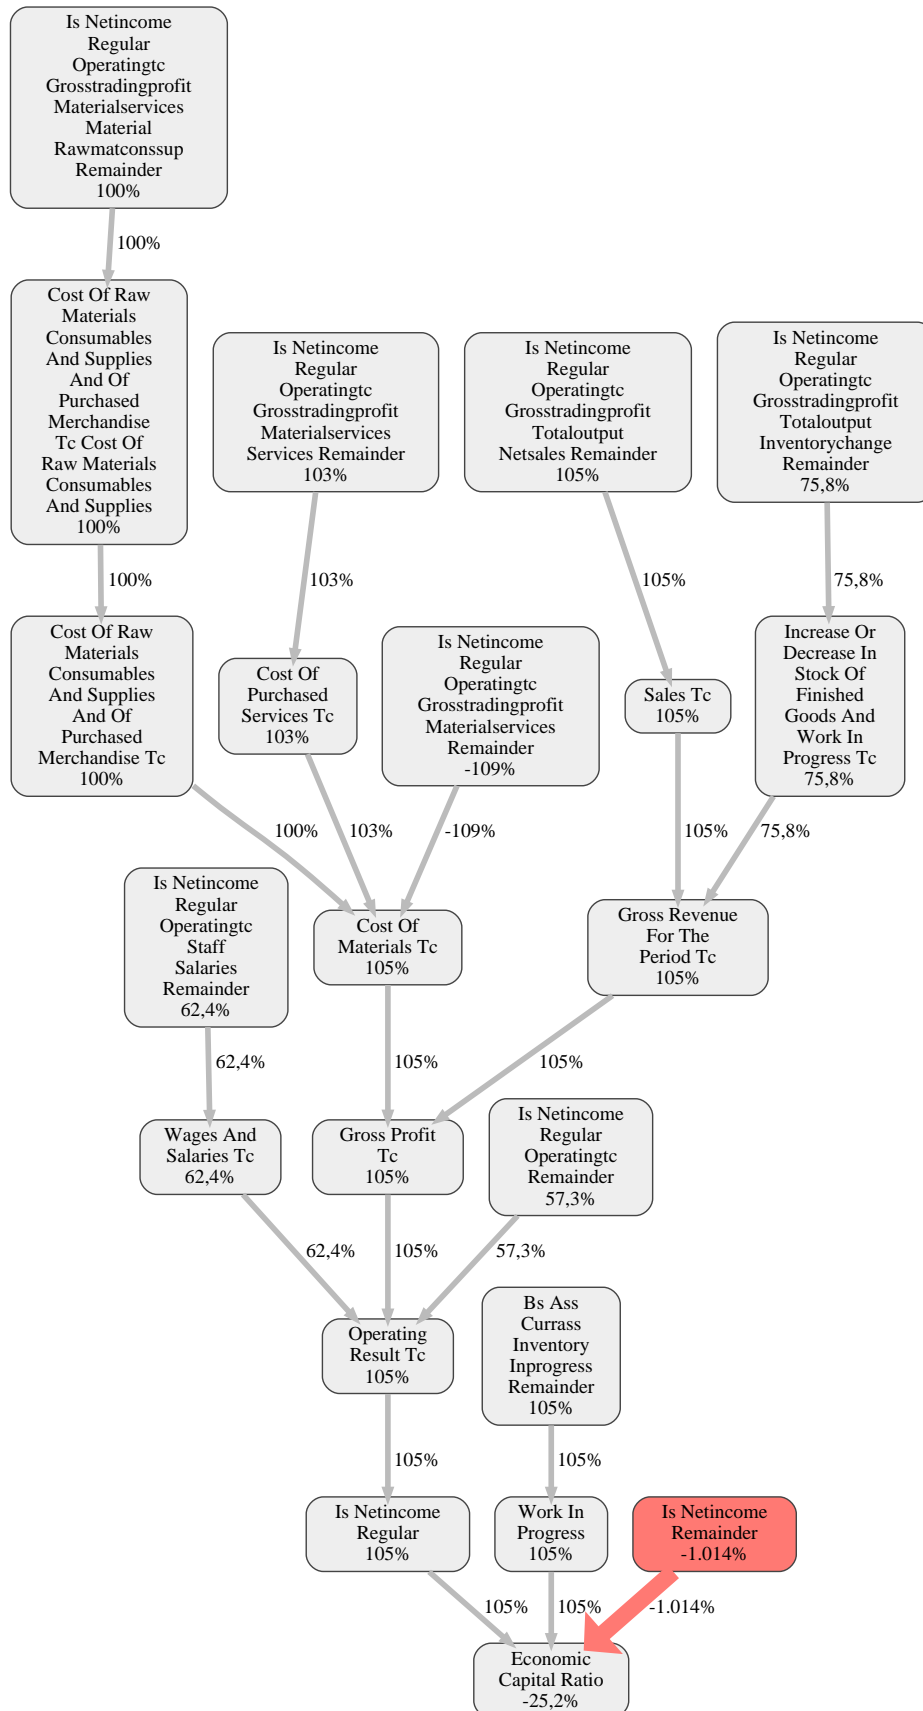 Is Netincome
Regular
Operatingtc
Grosstradingprofit
Materialservices
Material
Rawmatconssup
Remainder
100%
100%
Cost Of Raw
Materials
Consumables
And Supplies
And Of
Purchased
Merchandise
Tc Cost Of
Raw Materials
Consumables
And Supplies
100%
Is Netincome
Regular
Operatingtc
Grosstradingprofit
Materialservices
Services Remainder
103%
Is Netincome
Regular
Operatingtc
Grosstradingprofit
Totaloutput
Netsales Remainder
105%
Is Netincome
Regular
Operatingtc
Grosstradingprofit
Totaloutput
Inventorychange
Remainder
75,8%
100%
103%
105%
75,8%
Cost Of Raw
Materials
Consumables
And Supplies
And Of
Purchased
Merchandise Tc
100%
Cost Of
Purchased
Services Tc
103%
Is Netincome
Regular
Operatingtc
Grosstradingprofit
Materialservices
Remainder
-109%
Sales Tc
105%
Increase Or
Decrease In
Stock Of
Finished
Goods And
Work In
Progress Tc
75,8%
100%
103%
-109%
105%
75,8%
Is Netincome
Regular
Operatingtc
Staff
Salaries
Remainder
62,4%
Cost Of
Materials Tc
105%
Gross Revenue
For The
Period Tc
105%
62,4%
105%
105%
Wages And
Salaries Tc
62,4%
Gross Profit
Tc
105%
Is Netincome
Regular
Operatingtc
Remainder
57,3%
62,4%
105%
57,3%
Operating
Result Tc
105%
Bs Ass
Currass
Inventory
Inprogress
Remainder
105%
105%
105%
Is Netincome
Regular
105%
Work In
Progress
105%
Is Netincome
Remainder
-1.014%
105%
105%
-1.014%
Economic
Capital Ratio
-25,2%